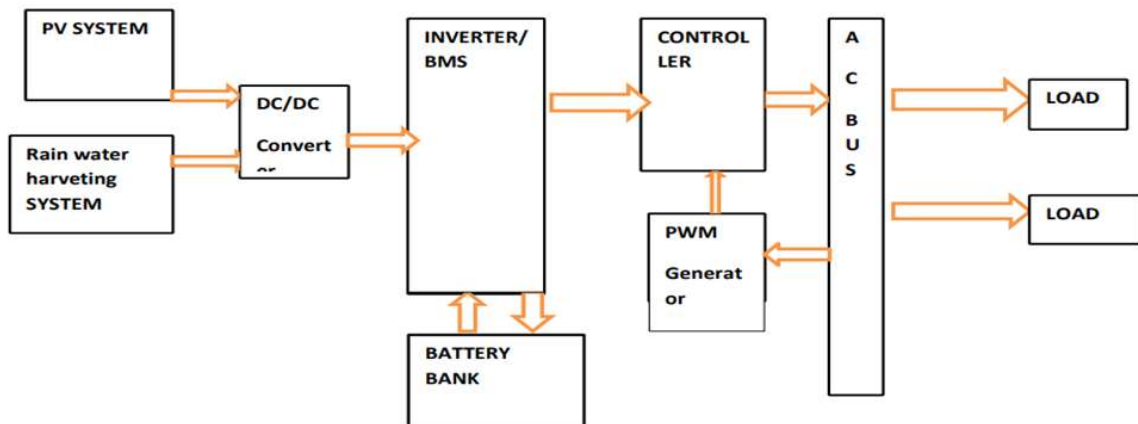 PV SYSTEM
Rain water
harveting
SYSTEM
DC/DC
Convert
or
INVERTER/
BMS
BATTERY
BANK
CONTROL
LER
PWM
Generat
or
A
C
B
U
S
LOAD
LOAD